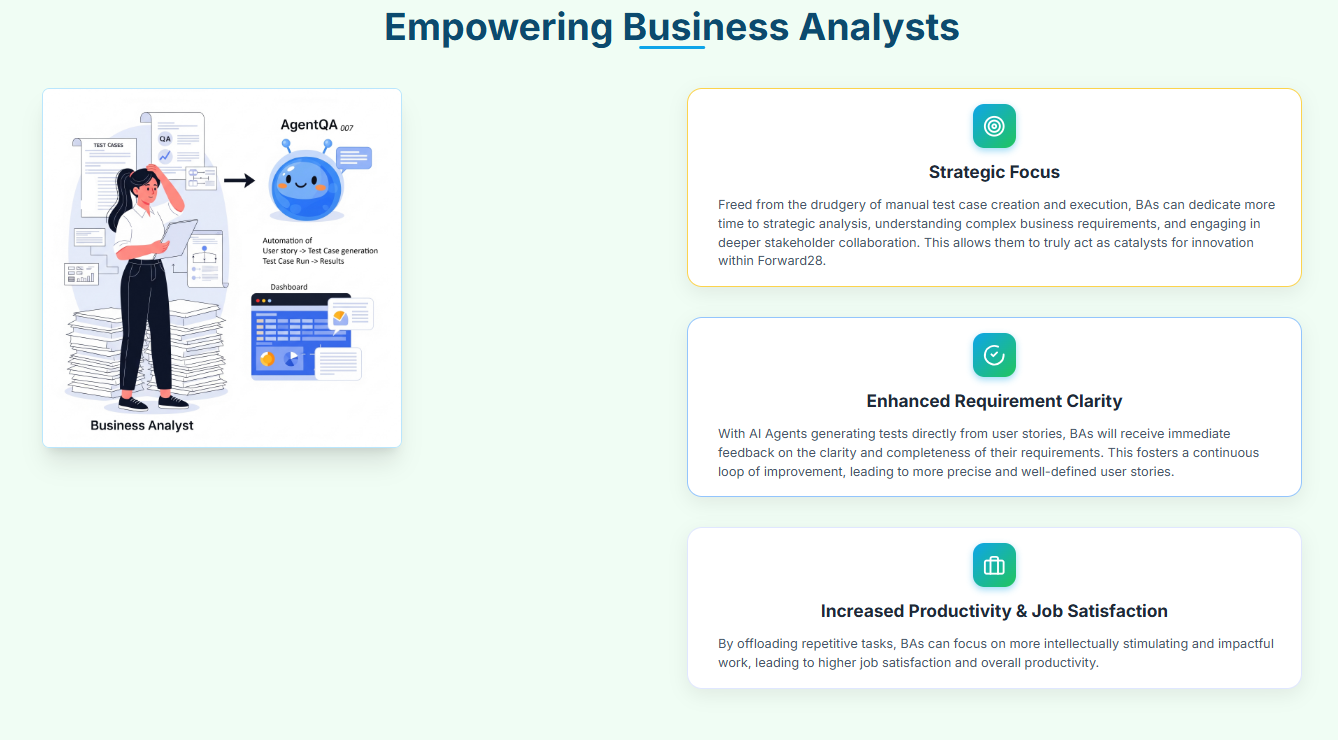 Empowering Business Analysts
TEST CASES
QA
AgentQA 007
Automation of
User story -> Test Case generation
Test Case Run -> Results
Dashboard
Business Analyst
Strategic Focus
Freed from the drudgery of manual test case creation and execution, BAs can dedicate more
time to strategic analysis, understanding complex business requirements, and engaging in
deeper stakeholder collaboration. This allows them to truly act as catalysts for innovation
within Forward28.
Enhanced Requirement Clarity
With AI Agents generating tests directly from user stories, BAs will receive immediate
feedback on the clarity and completeness of their requirements. This fosters a continuous
loop of improvement, leading to more precise and well-defined user stories.
Increased Productivity & Job Satisfaction
By offloading repetitive tasks, BAs can focus on more intellectually stimulating and impactful
work, leading to higher job satisfaction and overall productivity.